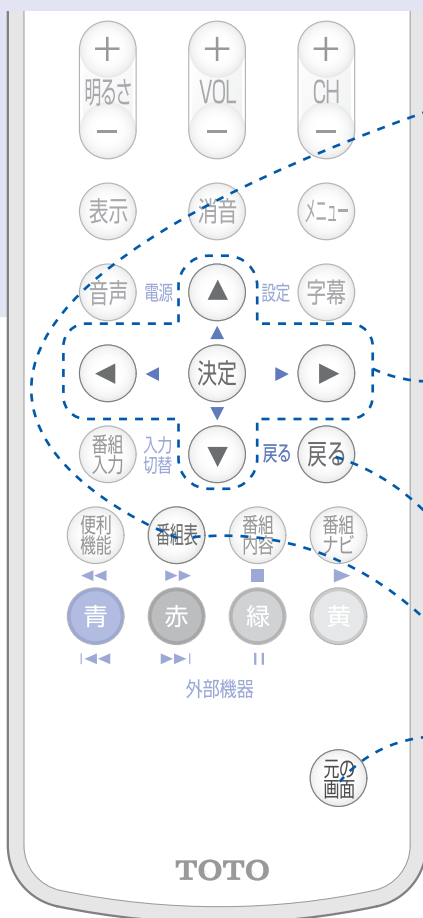 ＋ ＋ ＋
明るさ VOL CH
－ － －
表示 消音 メニュー
音声 電源 ▲ 設定 字幕
▲
◀ ◀ 決定 ▶ ▶
▼
番組
入力 入力
切替 ▼ 戻る 戻る
便利
機能 番組表 番組
内容 番組
ナビ
◀◀ ▶▶ ■ ▶
青 赤 緑 黄
I◀◀ ▶▶I II
外部機器
元の
画面
TOTO